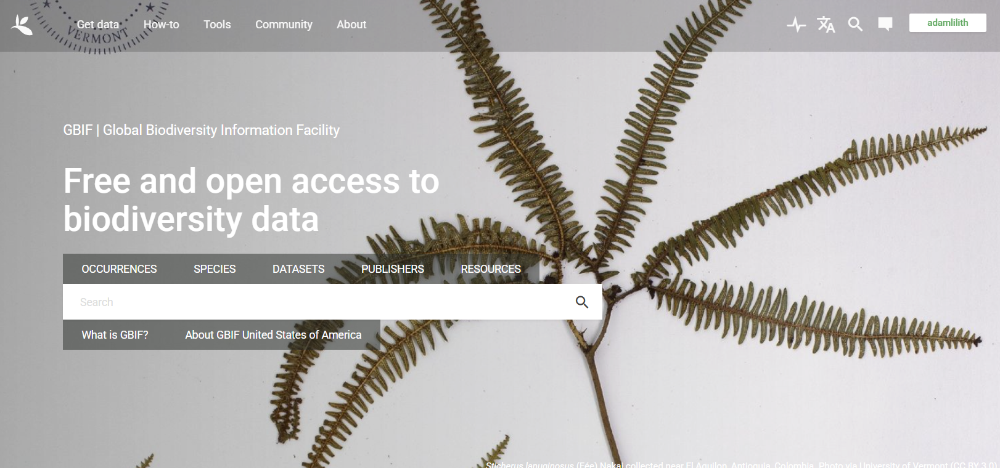 VERMONT
Get data How-to Tools Community About
adamlilith
GBIF | Global Biodiversity Information Facility
Free and open access to
biodiversity data
OCCURRENCES SPECIES DATASETS PUBLISHERS RESOURCES
Search
What is GBIF? About GBIF United States of America
Sticherus lanuginosus (Fée) Nakai collected near El Aguilon, Antioquia, Colombia. Photo via University of Vermont (CC BY 3.0)